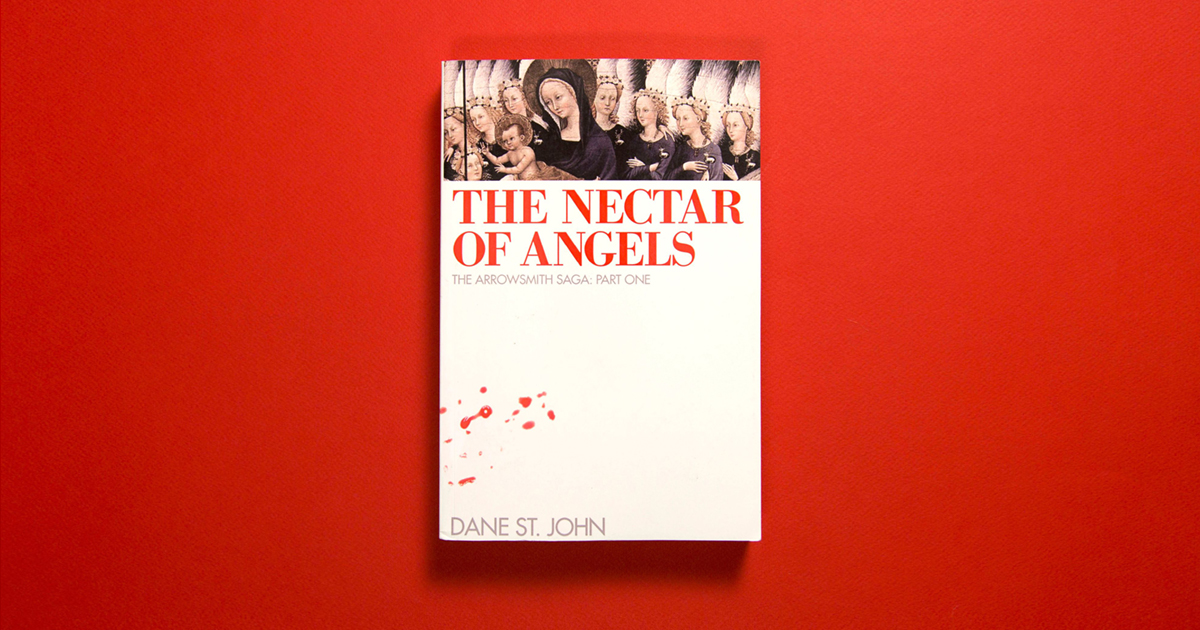 THE NECTAR
OF ANGELS
THE ARROWSMITH SAGA: PART ONE
DANE ST. JOHN